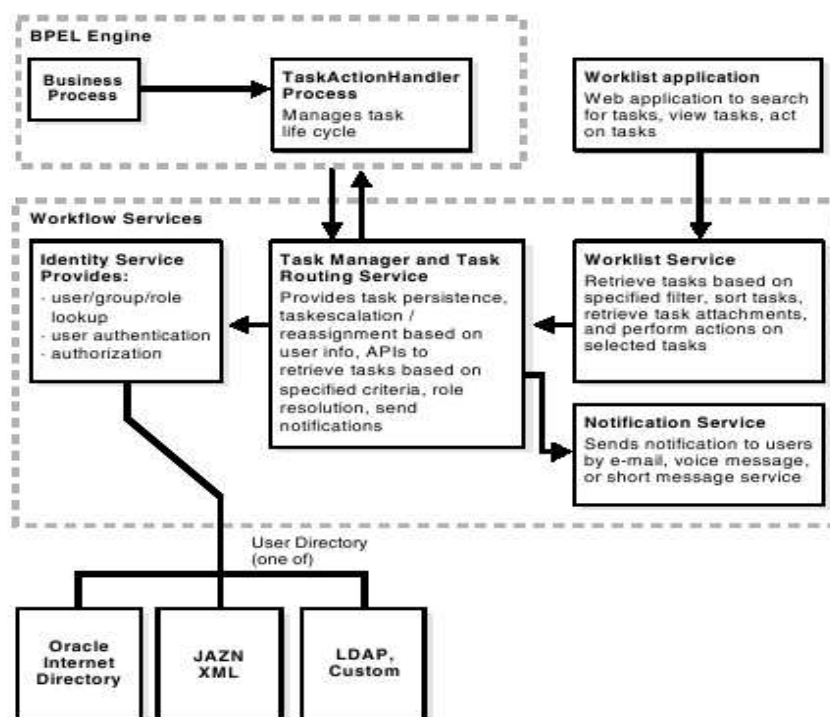 BPEL Engine
Business
Process
TaskActionHandler
Process
Manages task
life cycle
Worklist application
Web application to search
for tasks, view tasks, act
on tasks
Workflow Services
Identity Service
Provides:
- user/group/role
lookup
- user authentication
- authorization
Task Manager and Task
Routing Service
Provides task persistence,
taskescalation /
reassignment based on
user info, APIs to
retrieve tasks based on
specified criteria, role
resolution, send
notifications
Worklist Service
Retrieve tasks based on
specified filter, sort tasks,
retrieve task attachments,
and perform actions on
selected tasks
Notification Service
Sends notification to users
by e-mail, voice message,
or short message service
User Directory
(one of)
Oracle
Internet
Directory
JAZN
XML
LDAP,
Custom